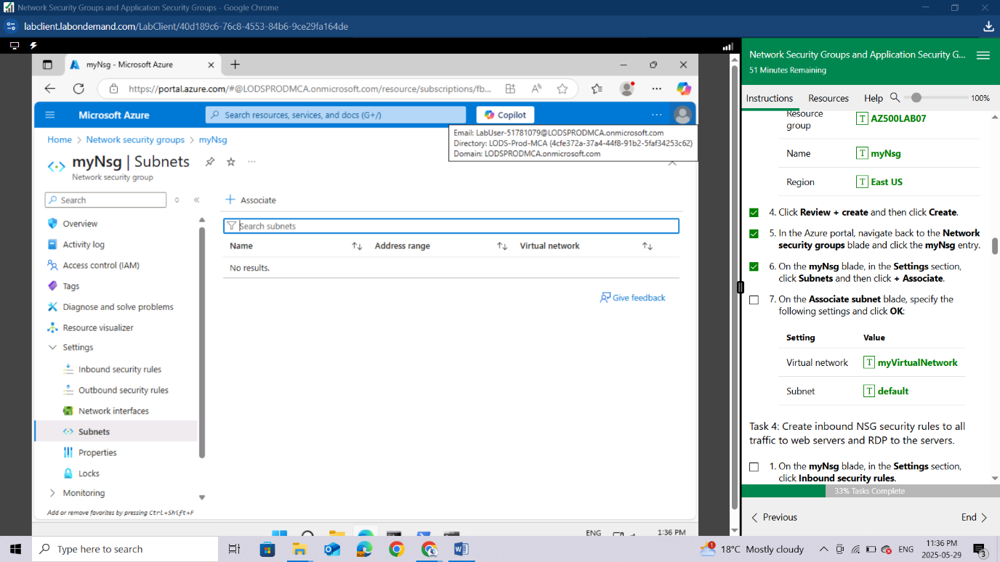 Network Security Groups and Application Security Groups - Google Chrome
labclient.labondemand.com/LabClient/40d189c6-76c8-4553-84b6-9ce29fa164de
myNsg - Microsoft Azure
https://portal.azure.com/#@LODSPRODMCA.onmicrosoft.com/resource/subscriptions/fb...
Microsoft Azure
Search resources, services, and docs (G+/)
Copilot
Email: LabUser-51781079@LODSPRODMCA.onmicrosoft.com
Directory: LODS-Prod-MCA (4cfe372a-37a4-44f8-91b2-5faf34253c62)
Domain: LODSPRODMCA.onmicrosoft.com
Home > Network security groups > myNsg
myNsg | Subnets
Network security group
Search
Overview
Activity log
Access control (IAM)
Tags
Diagnose and solve problems
Resource visualizer
Settings
Inbound security rules
Outbound security rules
Network interfaces
Subnets
Properties
Locks
Monitoring
Add or remove favorites by pressing Ctrl+Shift+F
+ Associate
Search subnets
Name Address range Virtual network
No results.
Give feedback
ENG
1:36 PM
Network Security Groups and Application Security G...
51 Minutes Remaining
Instructions Resources Help 100%
Resource
group
T AZ500LAB07
Name T myNsg
Region T East US
4. Click Review + create and then click Create.
5. In the Azure portal, navigate back to the Network
security groups blade and click the myNsg entry.
6. On the myNsg blade, in the Settings section,
click Subnets and then click + Associate.
7. On the Associate subnet blade, specify the
following settings and click OK:
Setting Value
Virtual network T myVirtualNetwork
Subnet T default
Task 4: Create inbound NSG security rules to all
traffic to web servers and RDP to the servers.
1. On the myNsg blade, in the Settings section,
click Inbound security rules.
33% Tasks Complete
Previous End
Type here to search
1
18°C Mostly cloudy
ENG
11:36 PM
2025-05-29
3